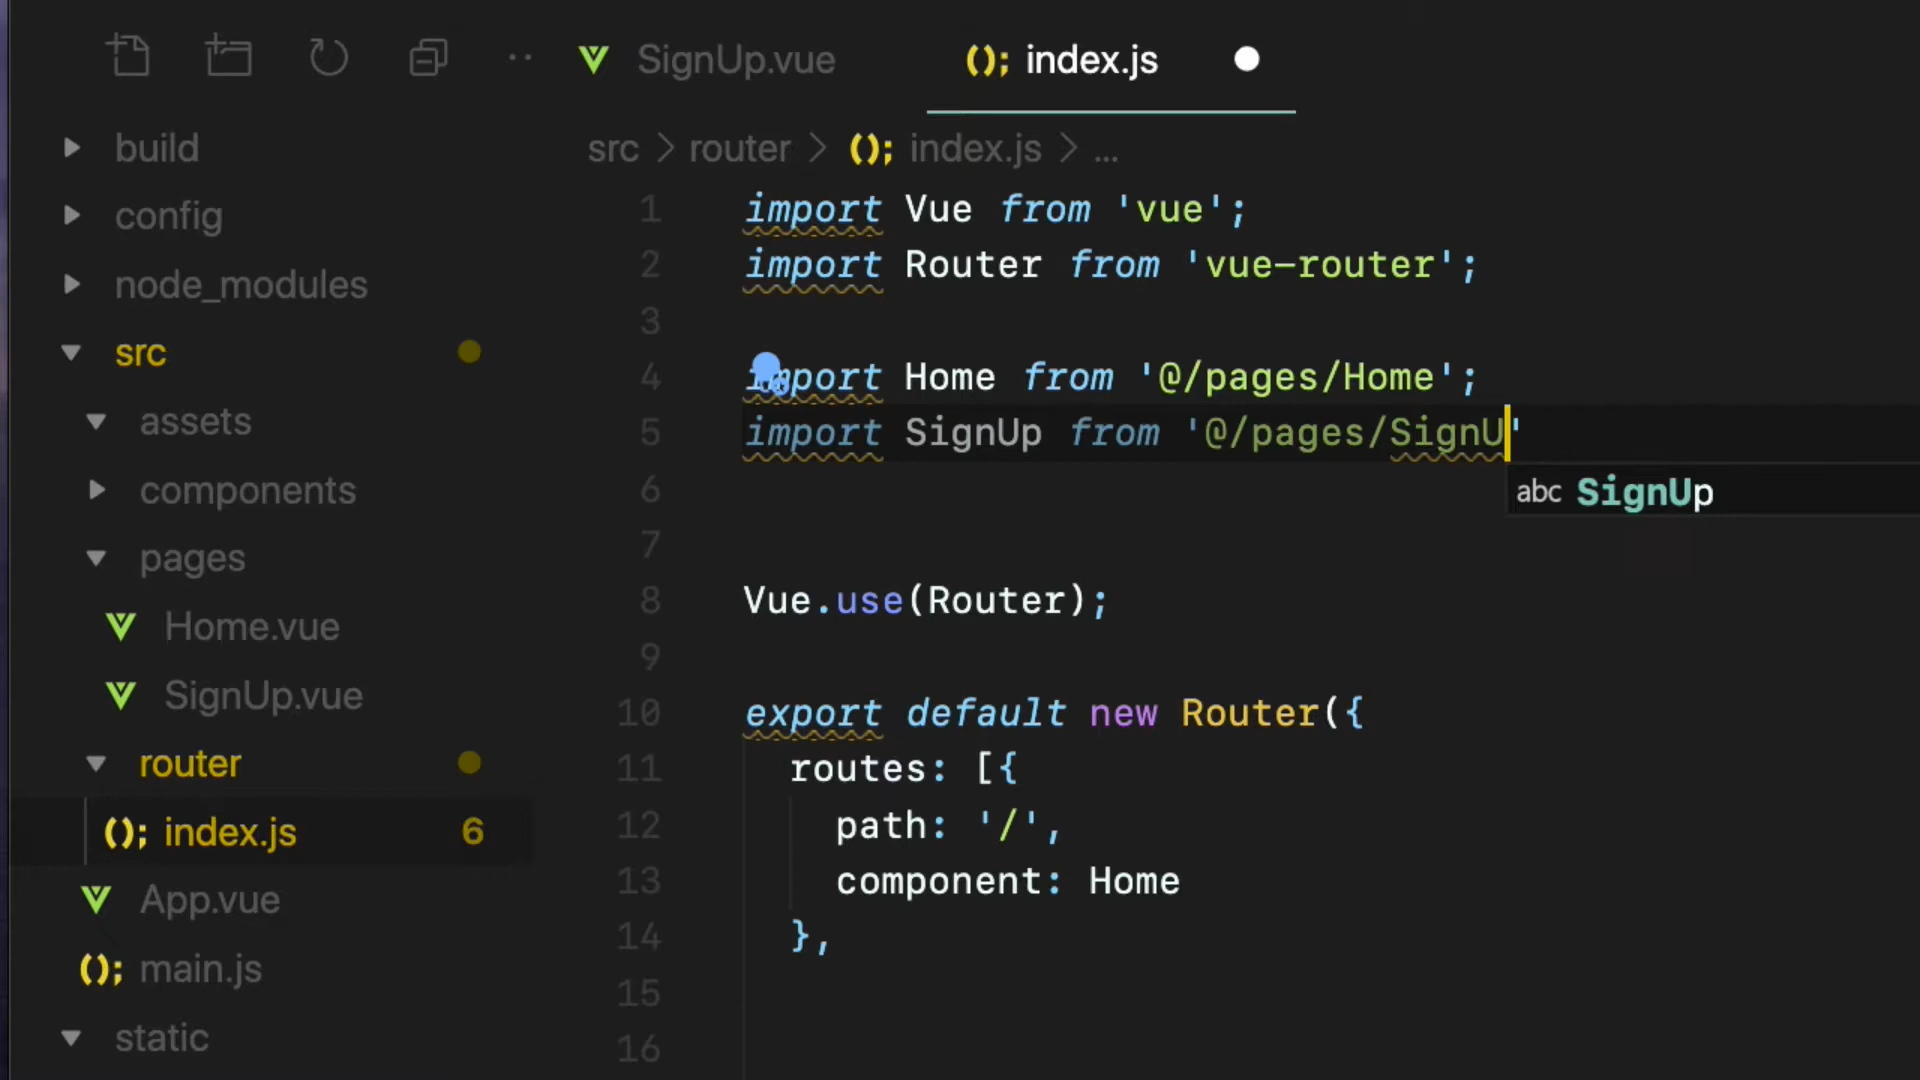 SignUp.vue
(); index.js
build
config
node_modules
src
assets
components
pages
Home.vue
SignUp.vue
router
(); index.js 6
App.vue
(); main.js
static
src > router > (); index.js > ...
1 import Vue from 'vue';
2 import Router from 'vue-router';
3
4 import Home from '@/pages/Home';
5 import SignUp from '@/pages/SignU'
abc SignUp
6
7
8 Vue.use(Router);
9
10 export default new Router({
11 routes: [{
12 path: '/',
13 component: Home
14 },
15
16